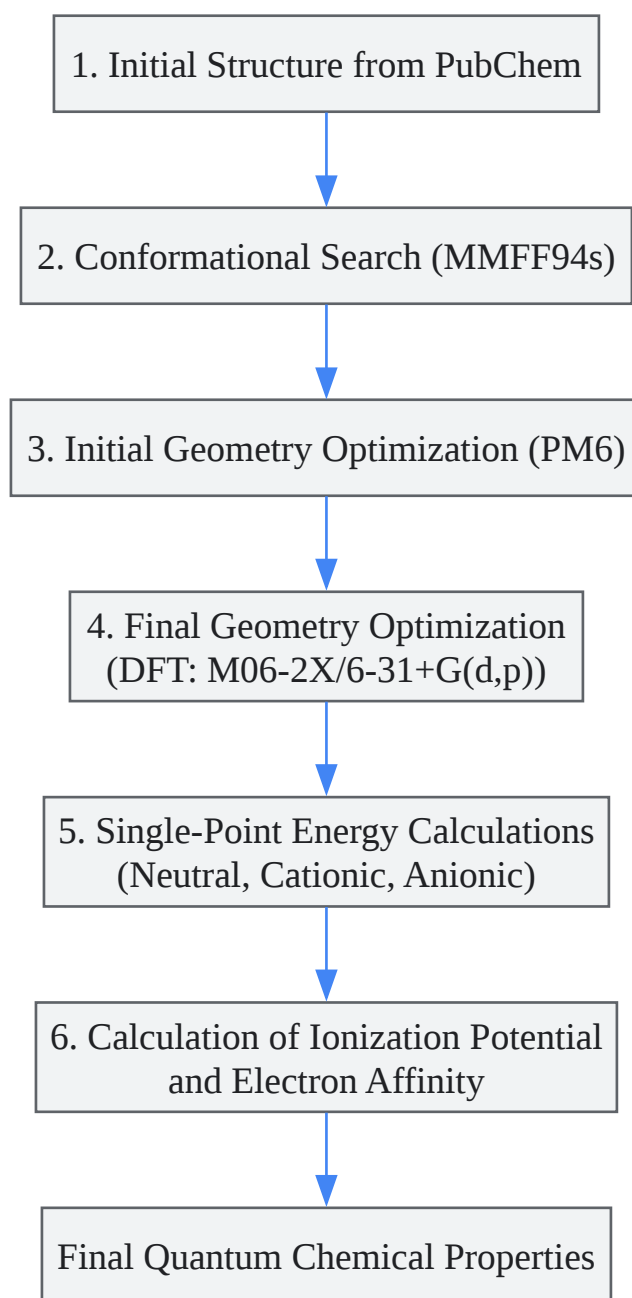 1. Initial Structure from PubChem
2. Conformational Search (MMFF94s)
3. Initial Geometry Optimization (PM6)
4. Final Geometry Optimization
(DFT: M06-2X/6-31+G(d,p))
5. Single-Point Energy Calculations
(Neutral, Cationic, Anionic)
6. Calculation of Ionization Potential
and Electron Affinity
Final Quantum Chemical Properties